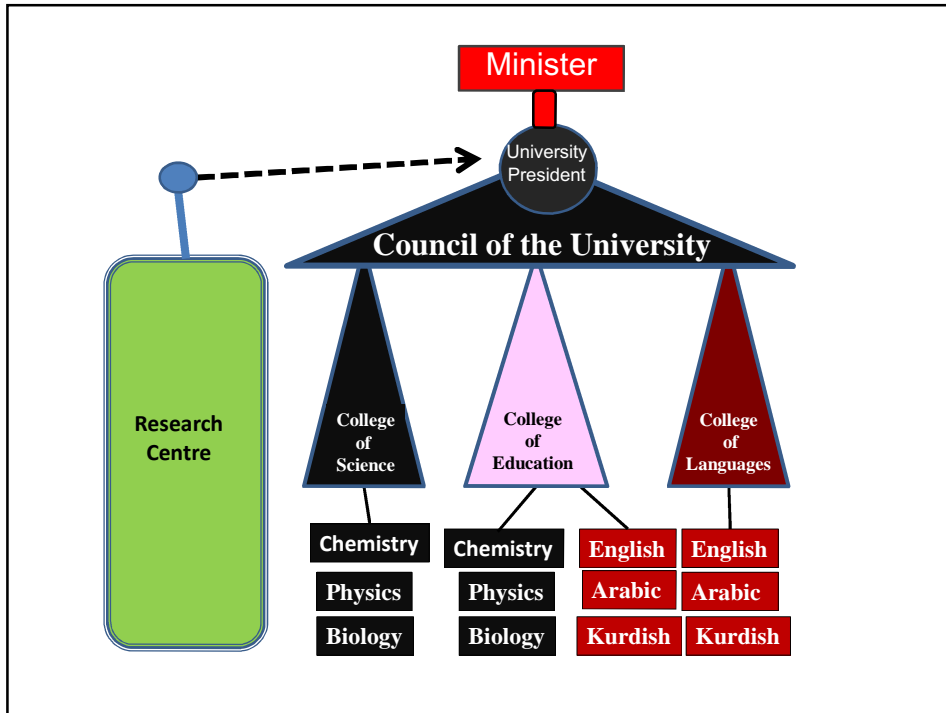 Minister
University
President
Council of the University
Research
Centre
College
of
Science
College
of
Education
College
of
Languages
Chemistry
Physics
Biology
Chemistry
Physics
Biology
English
Arabic
Kurdish
English
Arabic
Kurdish